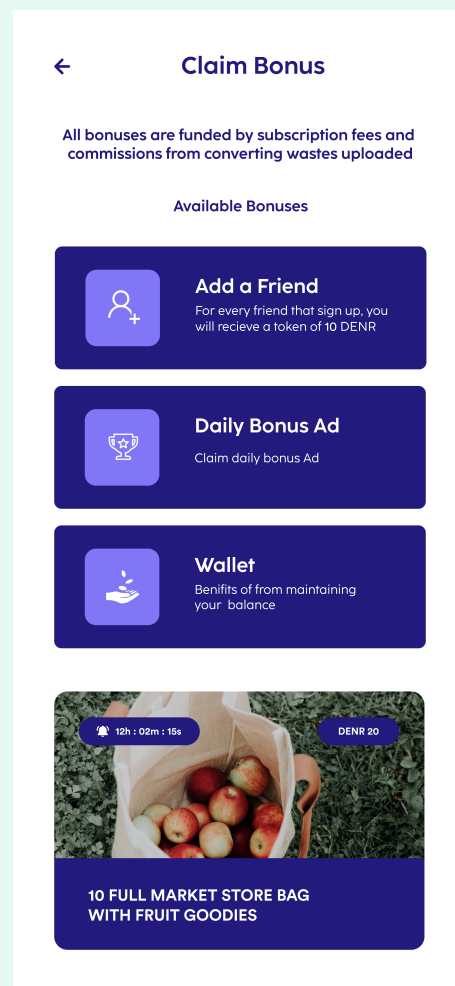 Claim Bonus
All bonuses are funded by subscription fees and
commissions from converting wastes uploaded
Available Bonuses
Add a Friend
For every friend that sign up, you
will recieve a token of 10 DENR
Daily Bonus Ad
Claim daily bonus Ad
Wallet
Benifits of from maintaining
your balance
12h : 02m : 15s
DENR 20
10 FULL MARKET STORE BAG
WITH FRUIT GOODIES